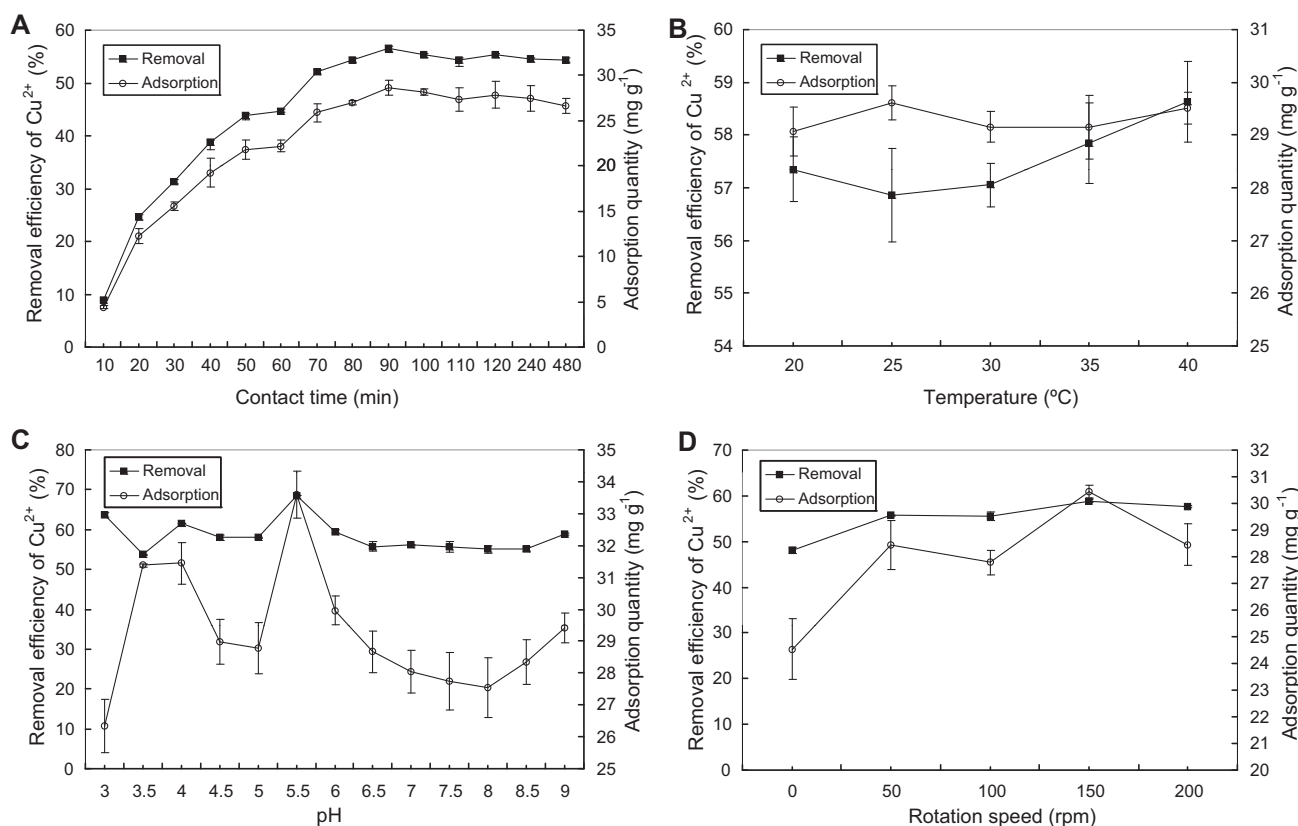 A
Removal efficiency of Cu²⁺ (%)
60
50
40
30
20
10
0
Removal
Adsorption
35
30
25
20
15
10
5
0
Adsorption quantity (mg g⁻¹)
10 20 30 40 50 60 70 80 90 100 110 120 240 480
Contact time (min)
B
Removal efficiency of Cu²⁺ (%)
60
59
58
57
56
55
54
Removal
Adsorption
31
30
29
28
27
26
25
Adsorption quantity (mg g⁻¹)
20 25 30 35 40
Temperature (ºC)
C
Removal efficiency of Cu²⁺ (%)
80
70
60
50
40
30
20
10
0
Removal
Adsorption
35
34
33
32
31
30
29
28
27
26
25
Adsorption quantity (mg g⁻¹)
3 3.5 4 4.5 5 5.5 6 6.5 7 7.5 8 8.5 9
pH
D
Removal efficiency of Cu²⁺ (%)
70
60
50
40
30
20
10
0
Removal
Adsorption
32
31
30
29
28
27
26
25
24
23
22
21
20
Adsorption quantity (mg g⁻¹)
0 50 100 150 200
Rotation speed (rpm)